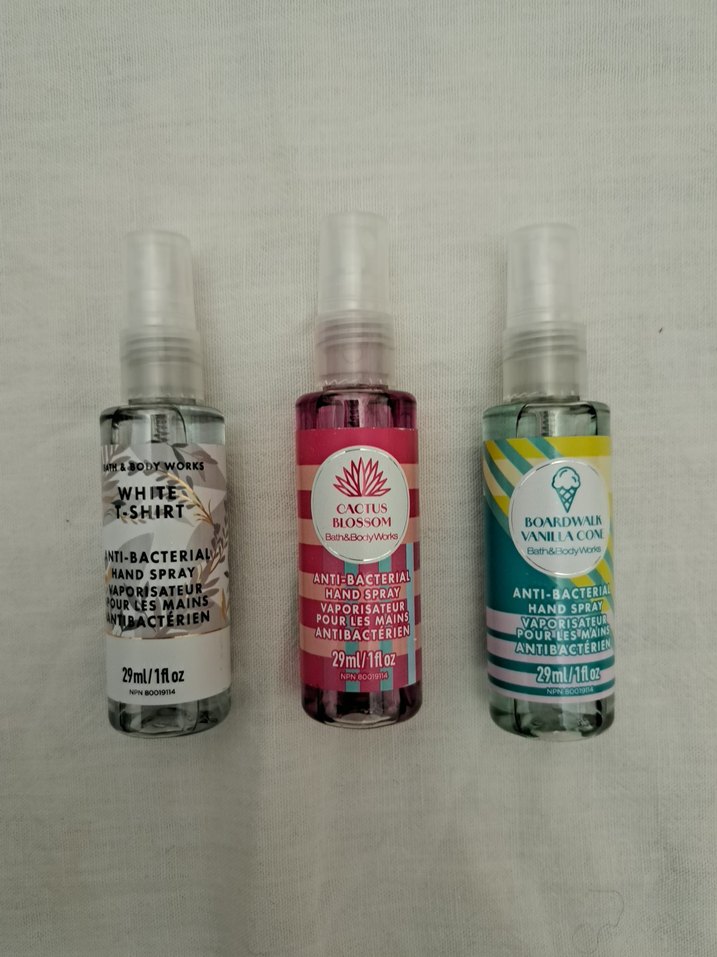 BATH & BODY WORKS
WHITE
T-SHIRT
ANTI-BACTERIAL
HAND SPRAY
VAPORISATEUR
POUR LES MAINS
ANTIBACTÉRIEN
29ml/1fl oz
NPN 80019114
CACTUS
BLOSSOM
Bath&BodyWorks
ANTI-BACTERIAL
HAND SPRAY
VAPORISATEUR
POUR LES MAINS
ANTIBACTÉRIEN
29ml/1fl oz
NPN 80019114
BOARDWALK
VANILLA CONE
Bath&BodyWorks
ANTI-BACTERIAL
HAND SPRAY
VAPORISATEUR
POUR LES MAINS
ANTIBACTÉRIEN
29ml/1fl oz
NPN 80019114